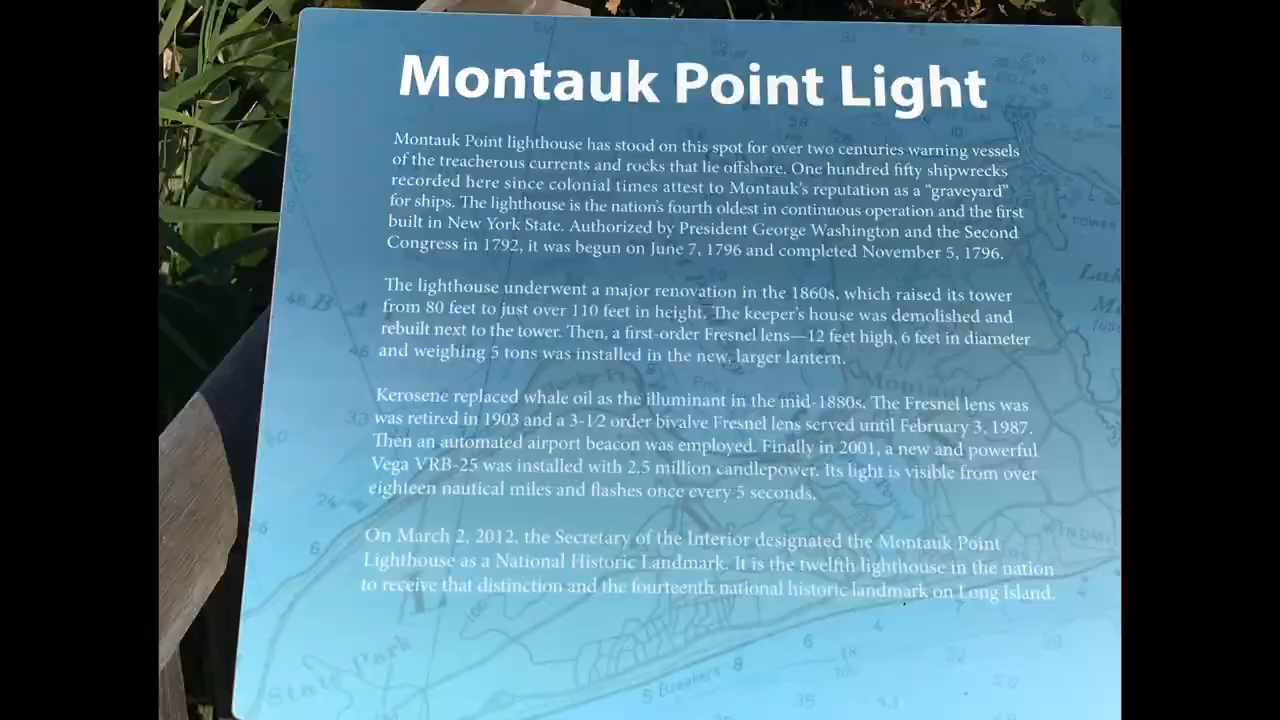 Montauk Point Light
Montauk Point lighthouse has stood on this spot for over two centuries warning vessels
of the treacherous currents and rocks that lie offshore. One hundred fifty shipwrecks
recorded here since colonial times attest to Montauk's reputation as a “graveyard”
for ships. The lighthouse is the nation's fourth oldest in continuous operation and the first
built in New York State. Authorized by President George Washington and the Second
Congress in 1792, it was begun on June 7, 1796 and completed November 5, 1796.
The lighthouse underwent a major renovation in the 1860s, which raised its tower
from 80 feet to just over 110 feet in height. The keeper's house was demolished and
rebuilt next to the tower. Then, a first-order Fresnel lens—12 feet high, 6 feet in diameter
and weighing 5 tons was installed in the new, larger lantern.
Kerosene replaced whale oil as the illuminant in the mid-1880s. The Fresnel lens was
was retired in 1903 and a 3-1/2 order bivalve Fresnel lens served until February 3, 1987.
Then an automated airport beacon was employed. Finally in 2001, a new and powerful
Vega VRB-25 was installed with 2.5 million candlepower. Its light is visible from over
eighteen nautical miles and flashes once every 5 seconds.
On March 2, 2012, the Secretary of the Interior designated the Montauk Point
Lighthouse as a National Historic Landmark. It is the twelfth lighthouse in the nation
to receive that distinction and the fourteenth national historic landmark on Long Island.
State Park
8 Breakers 8